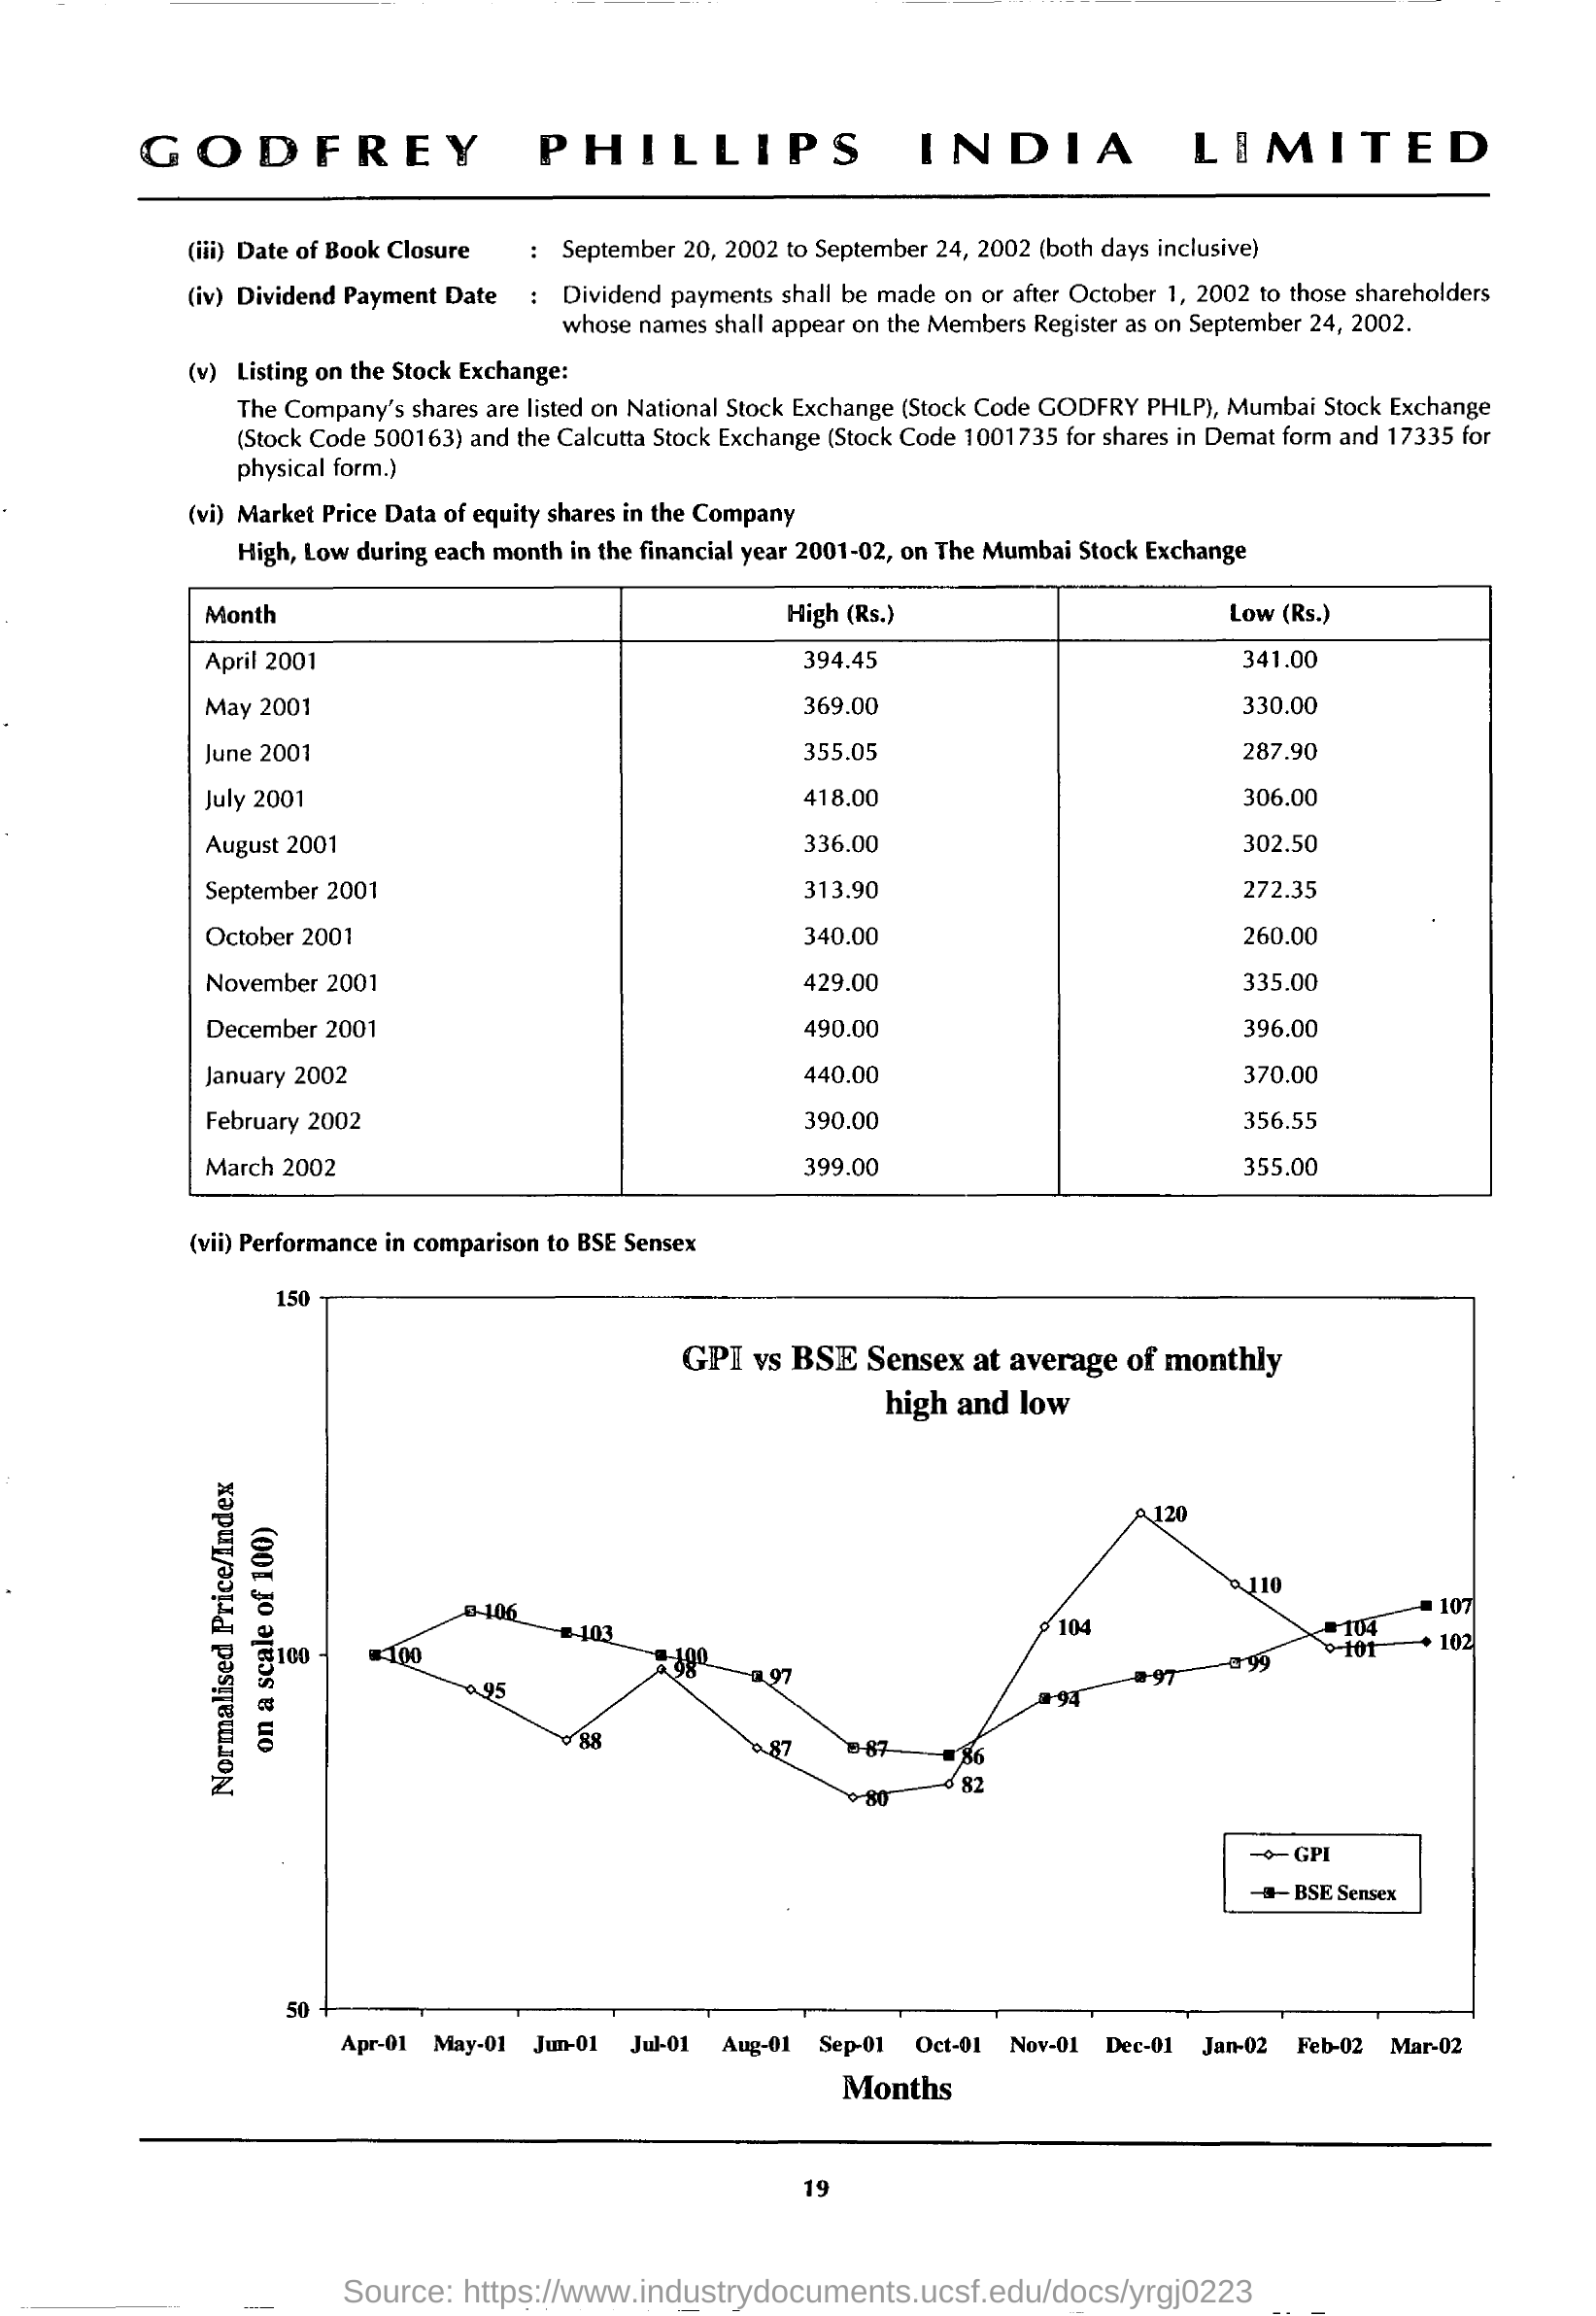 GODFREY PHILLIPS INDIA LIMITED
(iii) Date of Book Closure : September 20, 2002 to September 24, 2002 (both days inclusive)
(iv) Dividend Payment Date : Dividend payments shall be made on or after October 1, 2002 to those shareholders
whose names shall appear on the Members Register as on September 24, 2002.
(v) Listing on the Stock Exchange:
The Company's shares are listed on National Stock Exchange (Stock Code GODFRY PHLP), Mumbai Stock Exchange
(Stock Code 500163) and the Calcutta Stock Exchange (Stock Code 1001735 for shares in Demat form and 17335 for
physical form.)
(vi) Market Price Data of equity shares in the Company
High, Low during each month in the financial year 2001-02, on The Mumbai Stock Exchange
Month High (Rs.) Low (Rs.)
April 2001 394.45 341.00
May 2001 369.00 330.00
June 2001 355.05 287.90
July 2001 418.00 306.00
August 2001 336.00 302.50
September 2001 313.90 272.35
October 2001 340.00 260.00
November 2001 429.00 335.00
December 2001 490.00 396.00
January 2002 440.00 370.00
February 2002 390.00 356.55
March 2002 399.00 355.00
(vii) Performance in comparison to BSE Sensex
GPI vs BSE Sensex at average of monthly
high and low
Normalised Price/Index
on a scale of 100)
150
100
50
100
106
103
100
97
87
86
94
97
99
104
107
95
88
98
87
80
82
104
120
110
101
102
GPI
BSE Sensex
Apr-01 May-01 Jun-01 Jul-01 Aug-01 Sep-01 Oct-01 Nov-01 Dec-01 Jan-02 Feb-02 Mar-02
Months
19
Source: https://www.industrydocuments.ucsf.edu/docs/yrgj0223